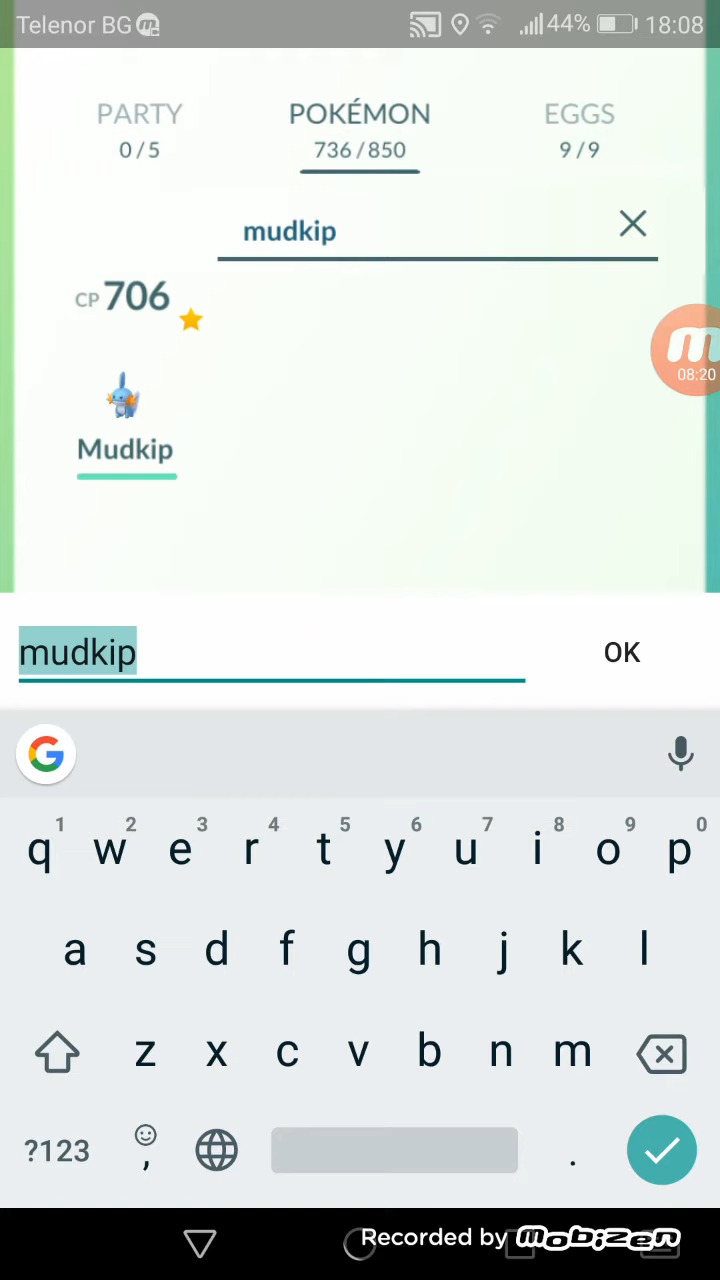 Telenor BG
44% 18:08
PARTY POKÉMON EGGS
0/5 736/850 9/9
mudkip
CP 706
m
08:20
Mudkip
mudkip OK
1 2 3 4 5 6 7 8 9 0
q w e r t y u i o p
a s d f g h j k l
z x c v b n m
?123 , .
Recorded by mobizen